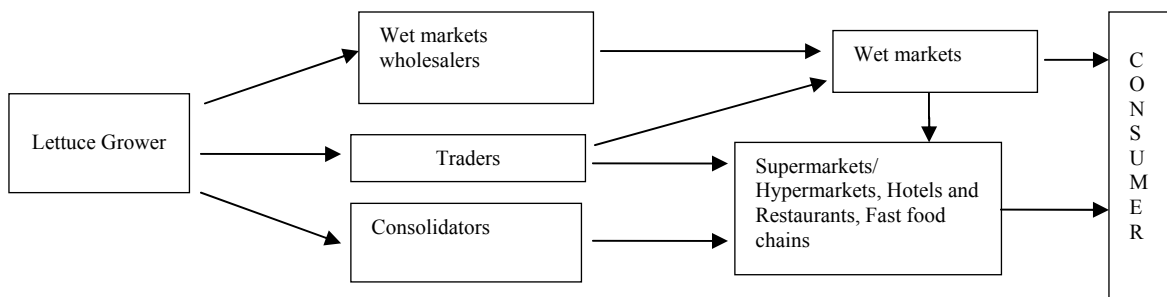 Lettuce Grower
Wet markets
wholesalers
Traders
Consolidators
Wet markets
Supermarkets/
Hypermarkets, Hotels and
Restaurants, Fast food
chains
C
O
N
S
U
M
E
R